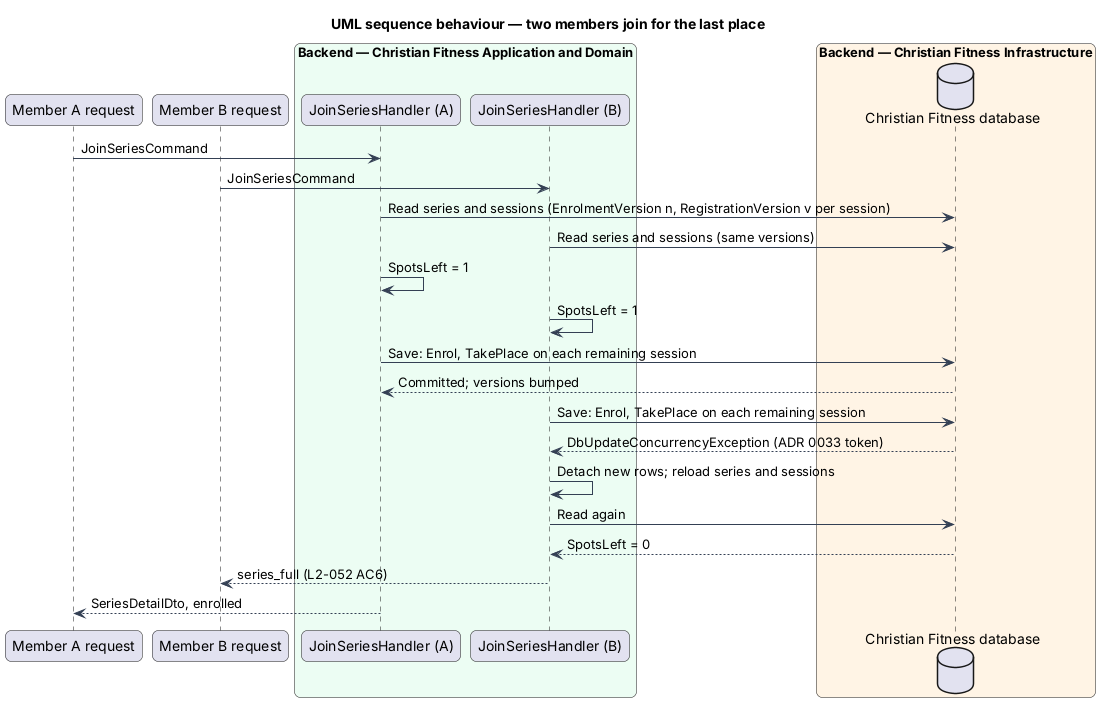 UML sequence behaviour — two members join for the last place
Backend — Christian Fitness Application and Domain
Backend — Christian Fitness Infrastructure
Member A request
Member B request
JoinSeriesHandler (A)
JoinSeriesHandler (B)
Christian Fitness database
JoinSeriesCommand
JoinSeriesCommand
Read series and sessions (EnrolmentVersion n, RegistrationVersion v per session)
Read series and sessions (same versions)
SpotsLeft = 1
SpotsLeft = 1
Save: Enrol, TakePlace on each remaining session
Committed; versions bumped
Save: Enrol, TakePlace on each remaining session
DbUpdateConcurrencyException (ADR 0033 token)
Detach new rows; reload series and sessions
Read again
SpotsLeft = 0
series_full (L2-052 AC6)
SeriesDetailDto, enrolled
Member A request
Member B request
JoinSeriesHandler (A)
JoinSeriesHandler (B)
Christian Fitness database